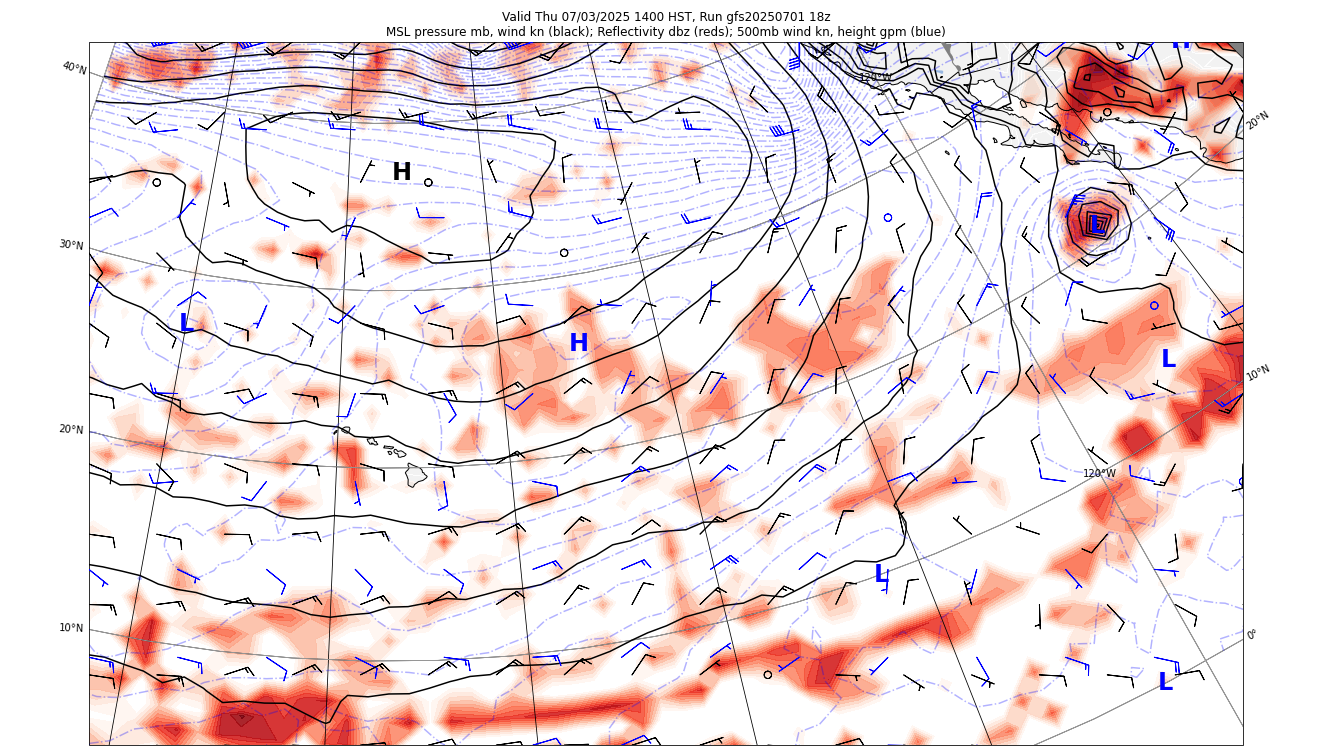 Valid Thu 07/03/2025 1400 HST, Run gfs20250701 18z
MSL pressure mb, wind kn (black); Reflectivity dbz (reds); 500mb wind kn, height gpm (blue)
H
40°N
120°W
20°N
H
L
30°N
L
H
L
10°N
20°N
120°W
L
10°N
0°
L